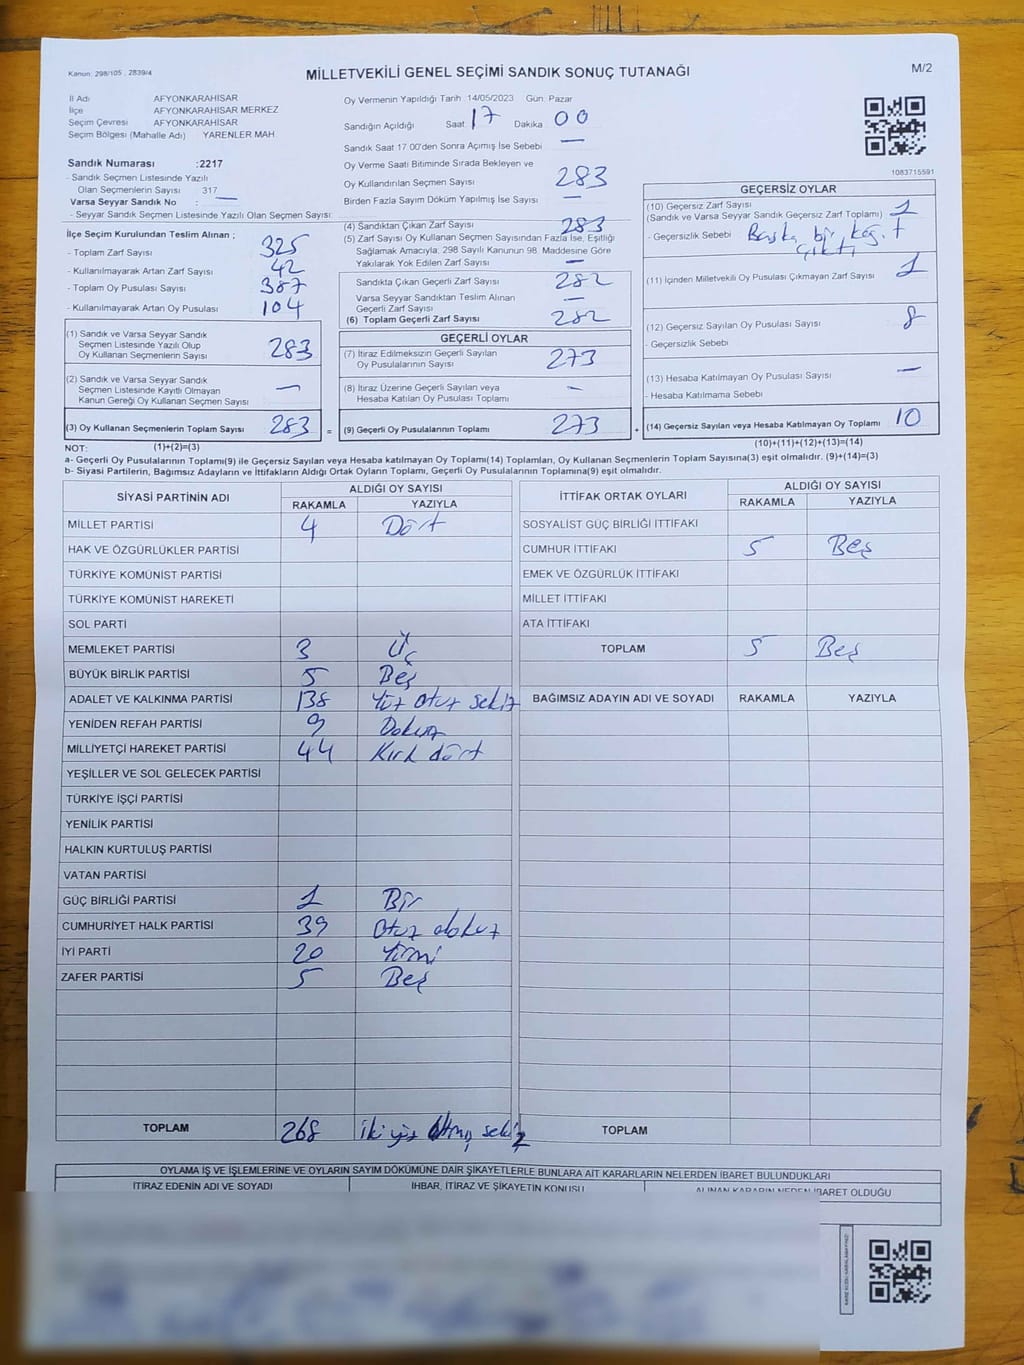 Kanun: 298/105 , 2839/4
MİLLETVEKİLİ GENEL SEÇİMİ SANDIK SONUÇ TUTANAĞI
M/2
İl Adı AFYONKARAHİSAR
İlçe AFYONKARAHİSAR MERKEZ
Seçim Çevresi AFYONKARAHİSAR
Seçim Bölgesi (Mahalle Adı) YARENLER MAH.
Sandık Numarası :2217
- Sandık Seçmen Listesinde Yazılı
Olan Seçmenlerin Sayısı 317
Varsa Seyyar Sandık No : —
- Seyyar Sandık Seçmen Listesinde Yazılı Olan Seçmen Sayısı:
Oy Vermenin Yapıldığı Tarih :14/05/2023 Gün: Pazar
Sandığın Açıldığı Saat: 17 Dakika: 00
Sandık Saat 17:00'den Sonra Açımış İse Sebebi —
Oy Verme Saati Bitiminde Sırada Bekleyen ve
Oy Kullandırılan Seçmen Sayısı 283
Birden Fazla Sayım Döküm Yapılmış İse Sayısı —
1083715591
İlçe Seçim Kurulundan Teslim Alınan ;
- Toplam Zarf Sayısı 325
- Kullanılmayarak Artan Zarf Sayısı 42
- Toplam Oy Pusulası Sayısı 387
- Kullanılmayarak Artan Oy Pusulası 104
(1) Sandık ve Varsa Seyyar Sandık
Seçmen Listesinde Yazılı Olup
Oy Kullanan Seçmenlerin Sayısı 283
(2) Sandık ve Varsa Seyyar Sandık
Seçmen Listesinde Kayıtlı Olmayan
Kanun Gereği Oy Kullanan Seçmen Sayısı —
(3) Oy Kullanan Seçmenlerin Toplam Sayısı 283 =
(4) Sandıktan Çıkan Zarf Sayısı 283
(5) Zarf Sayısı Oy Kullanan Seçmen Sayısından Fazla İse, Eşitliği
Sağlamak Amacıyla, 298 Sayılı Kanunun 98. Maddesine Göre
Yakılarak Yok Edilen Zarf Sayısı —
Sandıkta Çıkan Geçerli Zarf Sayısı 282
Varsa Seyyar Sandıktan Teslim Alınan
Geçerli Zarf Sayısı —
(6) Toplam Geçerli Zarf Sayısı 282
GEÇERLİ OYLAR
(7) İtiraz Edilmeksizin Geçerli Sayılan
Oy Pusulalarının Sayısı 273
(8) İtiraz Üzerine Geçerli Sayılan veya
Hesaba Katılan Oy Pusulası Toplamı —
(9) Geçerli Oy Pusulalarının Toplamı 273 +
GEÇERSİZ OYLAR
(10) Geçersiz Zarf Sayısı
(Sandık ve Varsa Seyyar Sandık Geçersiz Zarf Toplamı) 1
- Geçersizlik Sebebi Başka bir kağıt
çıktı
(11) İçinden Milletvekili Oy Pusulası Çıkmayan Zarf Sayısı 1
(12) Geçersiz Sayılan Oy Pusulası Sayısı 8
- Geçersizlik Sebebi
(13) Hesaba Katılmayan Oy Pusulası Sayısı —
- Hesaba Katılmama Sebebi
(14) Geçersiz Sayılan veya Hesaba Katılmayan Oy Toplamı 10
NOT: (1)+(2)=(3)
(10)+(11)+(12)+(13)=(14)
a- Geçerli Oy Pusulalarının Toplamı(9) ile Geçersiz Sayılan veya Hesaba katılmayan Oy Toplamı(14) Toplamları, Oy Kullanan Seçmenlerin Toplam Sayısına(3) eşit olmalıdır. (9)+(14)=(3)
b- Siyasi Partilerin, Bağımsız Adayların ve İttifakların Aldığı Ortak Oyların Toplamı, Geçerli Oy Pusulalarının Toplamına(9) eşit olmalıdır.
SİYASİ PARTİNİN ADI ALDIĞI OY SAYISI
RAKAMLA YAZIYLA
MİLLET PARTİSİ 4 Dört
HAK VE ÖZGÜRLÜKLER PARTİSİ
TÜRKİYE KOMÜNİST PARTİSİ
TÜRKİYE KOMÜNİST HAREKETİ
SOL PARTİ
MEMLEKET PARTİSİ 3 Üç
BÜYÜK BİRLİK PARTİSİ 5 Beş
ADALET VE KALKINMA PARTİSİ 138 Yüz otuz sekiz
YENİDEN REFAH PARTİSİ 9 Dokuz
MİLLİYETÇİ HAREKET PARTİSİ 44 Kırk dört
YEŞİLLER VE SOL GELECEK PARTİSİ
TÜRKİYE İŞÇİ PARTİSİ
YENİLİK PARTİSİ
HALKIN KURTULUŞ PARTİSİ
VATAN PARTİSİ
GÜÇ BİRLİĞİ PARTİSİ 1 Bir
CUMHURİYET HALK PARTİSİ 39 Otuz dokuz
İYİ PARTİ 20 Yirmi
ZAFER PARTİSİ 5 Beş
TOPLAM 268 iki yüz altmış sekiz
İTTİFAK ORTAK OYLARI ALDIĞI OY SAYISI
RAKAMLA YAZIYLA
SOSYALİST GÜÇ BİRLİĞİ İTTİFAKI
CUMHUR İTTİFAKI 5 Beş
EMEK VE ÖZGÜRLÜK İTTİFAKI
MİLLET İTTİFAKI
ATA İTTİFAKI
TOPLAM 5 Beş
BAĞIMSIZ ADAYIN ADI VE SOYADI RAKAMLA YAZIYLA
TOPLAM
OYLAMA İŞ VE İŞLEMLERİNE VE OYLARIN SAYIM DÖKÜMÜNE DAİR ŞİKAYETLERLE BUNLARA AİT KARARLARIN NELERDEN İBARET BULUNDUKLARI
İTİRAZ EDENİN ADI VE SOYADI İHBAR, İTİRAZ VE ŞİKAYETİN KONUSU ALINAN KARARIN NEDEN İBARET OLDUĞU